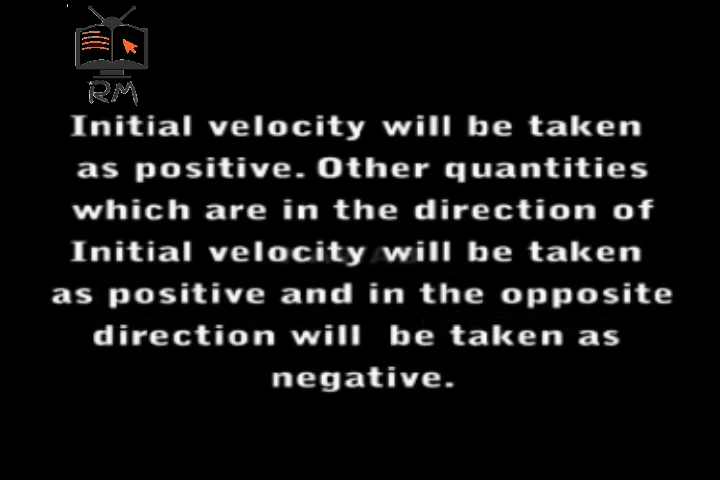 RM
Initial velocity will be taken
as positive. Other quantities
which are in the direction of
Initial velocity will be taken
as positive and in the opposite
direction will be taken as
negative.